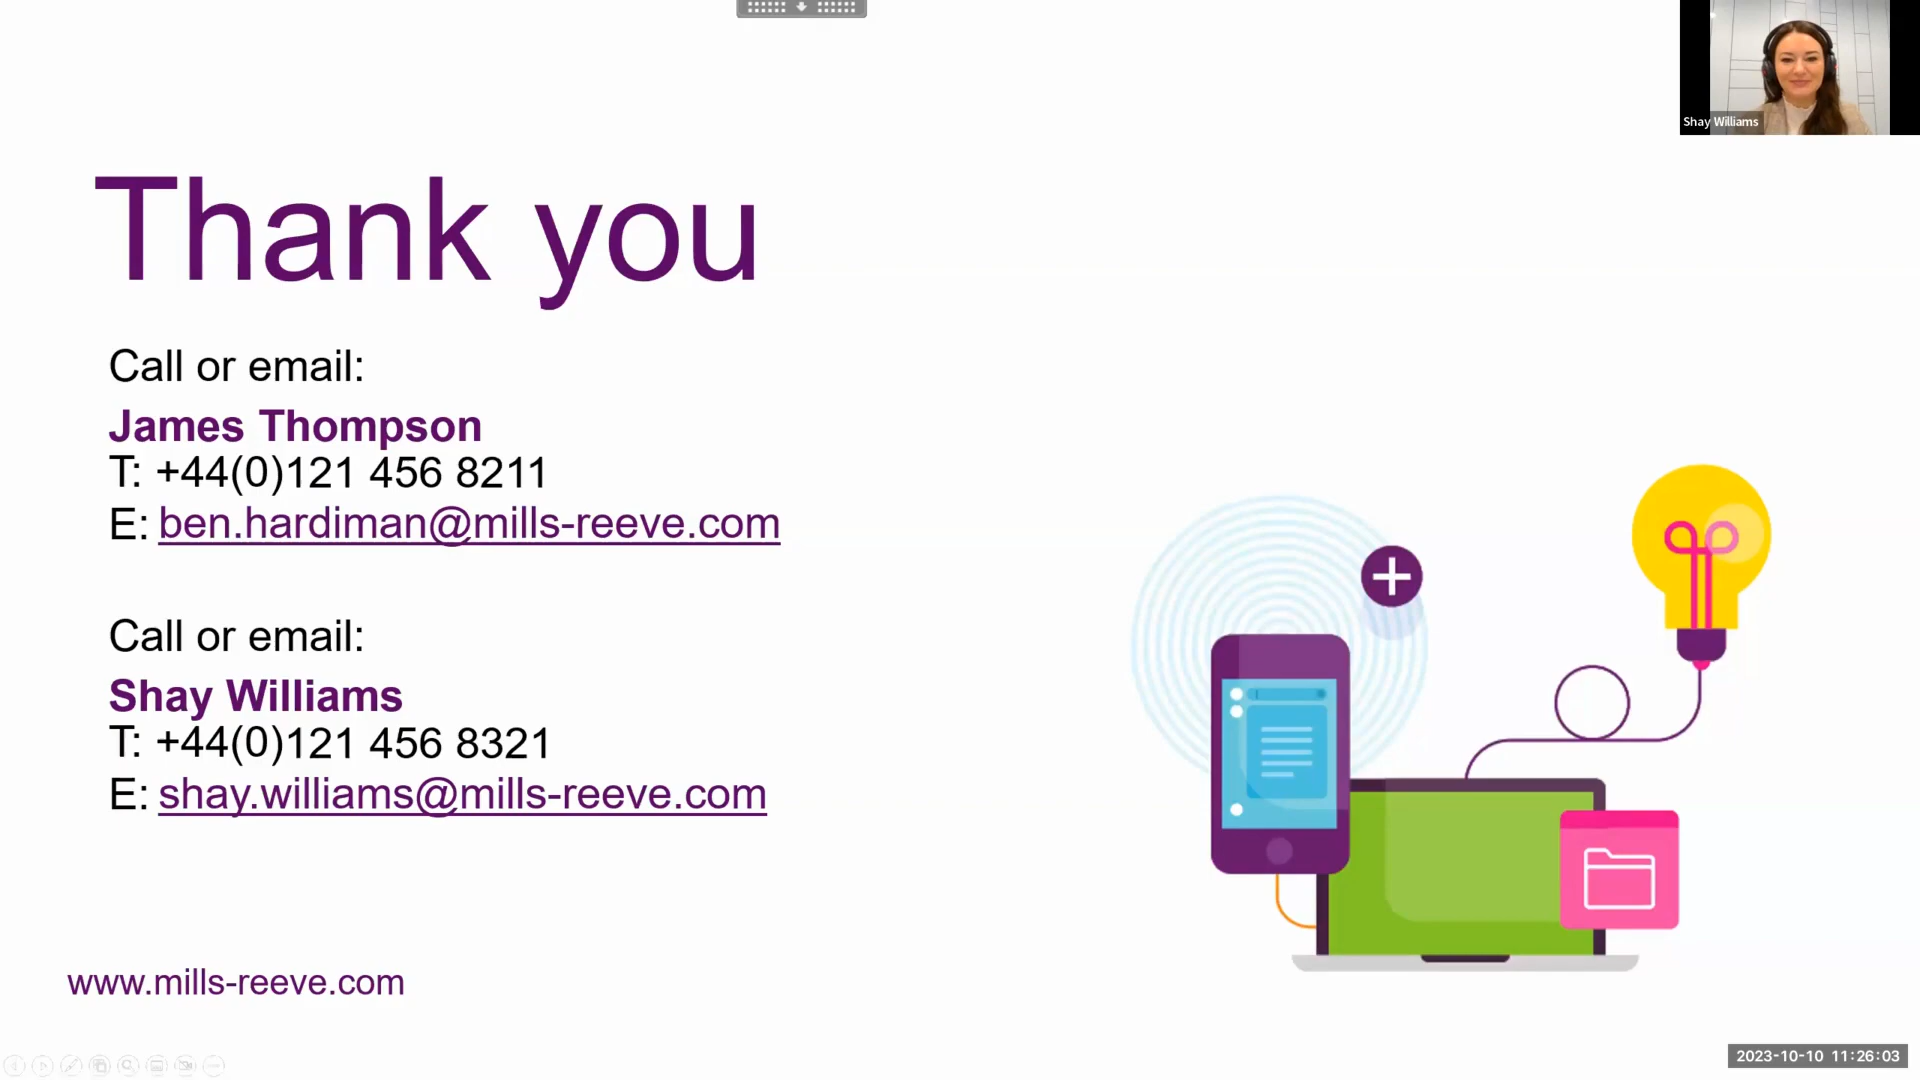 Shay Williams
Thank you
Call or email:
James Thompson
T: +44(0)121 456 8211
E: ben.hardiman@mills-reeve.com
Call or email:
Shay Williams
T: +44(0)121 456 8321
E: shay.williams@mills-reeve.com
www.mills-reeve.com
2023-10-10 11:26:03